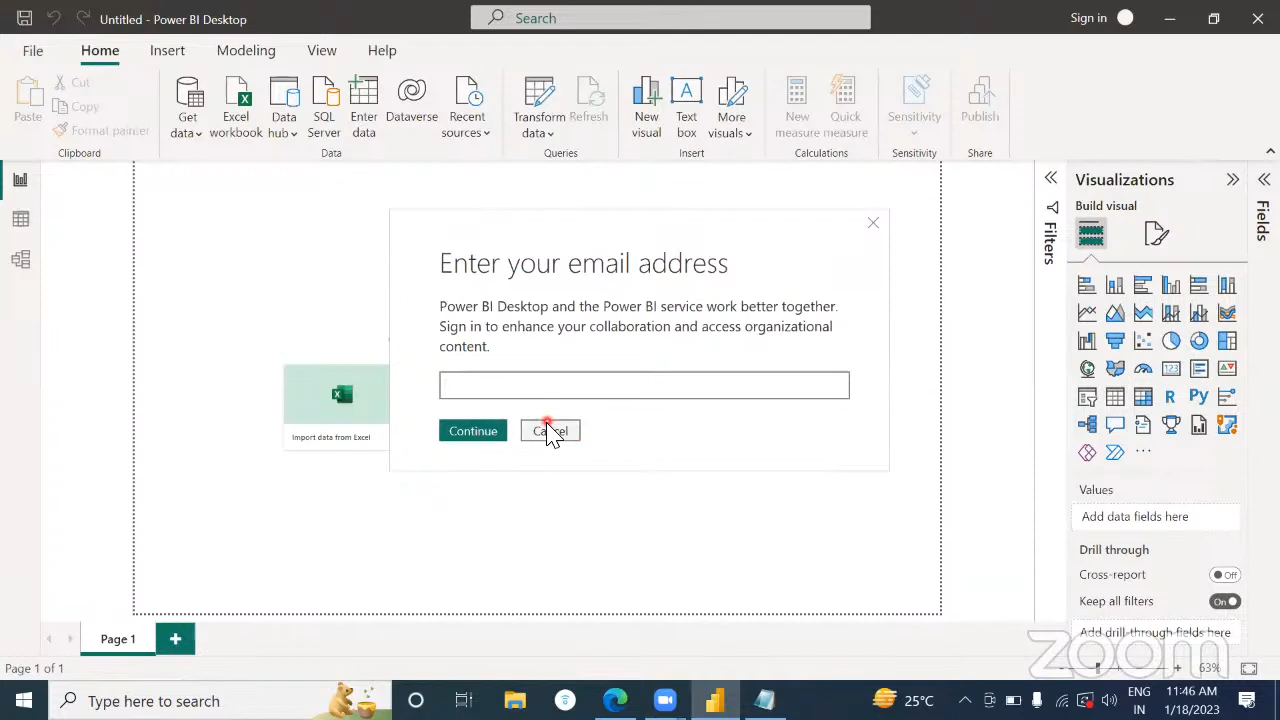 Untitled - Power BI Desktop
Search
Sign in
File
Home
Insert
Modeling
View
Help
Paste
Cut
Copy
Format painter
Clipboard
Get data
Excel workbook
Data hub
SQL Server
Enter data
Dataverse
Recent sources
Data
Transform data
Refresh
Queries
New visual
Text box
More visuals
Insert
New measure
Quick measure
Calculations
Sensitivity
Sensitivity
Publish
Share
Enter your email address
Power BI Desktop and the Power BI service work better together.
Sign in to enhance your collaboration and access organizational
content.
Continue
Cancel
Import data from Excel
Filters
Visualizations
Build visual
123
R
Py
Values
Add data fields here
Drill through
Cross-report
Off
Keep all filters
On
Add drill-through fields here
Fields
Page 1
Page 1 of 1
63%
zoom
Type here to search
25°C
ENG
IN
11:46 AM
1/18/2023